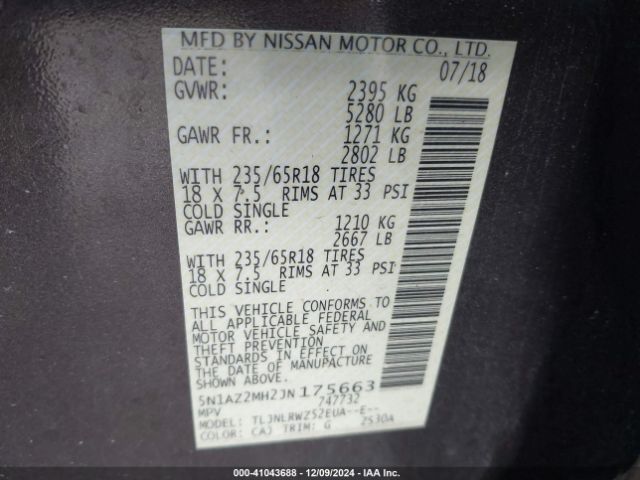 MFD BY NISSAN MOTOR CO., LTD.
DATE: 07/18
GVWR: 2395 KG
5280 LB
GAWR FR.: 1271 KG
2802 LB
WITH 235/65R18 TIRES
18 X 7.5 RIMS AT 33 PSI
COLD SINGLE
GAWR RR.: 1210 KG
2667 LB
WITH 235/65R18 TIRES
18 X 7.5 RIMS AT 33 PSI
COLD SINGLE
THIS VEHICLE CONFORMS TO
ALL APPLICABLE FEDERAL
MOTOR VEHICLE SAFETY AND
THEFT PREVENTION
STANDARDS IN EFFECT ON
THE DATE OF MANUFACTURE
SHOWN ABOVE.
5N1AZ2MH2JN175663
MPV 747732
MODEL: TLJNLRWZ52EUA--E--
COLOR: CAJ TRIM: G 2530A
000-41043688 - 12/09/2024 - IAA Inc.